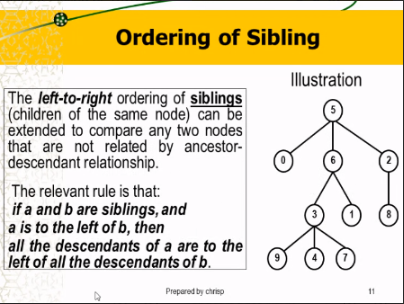 Ordering of Sibling
The left-to-right ordering of siblings
(children of the same node) can be
extended to compare any two nodes
that are not related by ancestor-
descendant relationship.
The relevant rule is that:
if a and b are siblings, and
a is to the left of b, then
all the descendants of a are to the
left of all the descendants of b.
Illustration
5
0 6 2
3 1 8
9 4 7
Prepared by chrisp
11